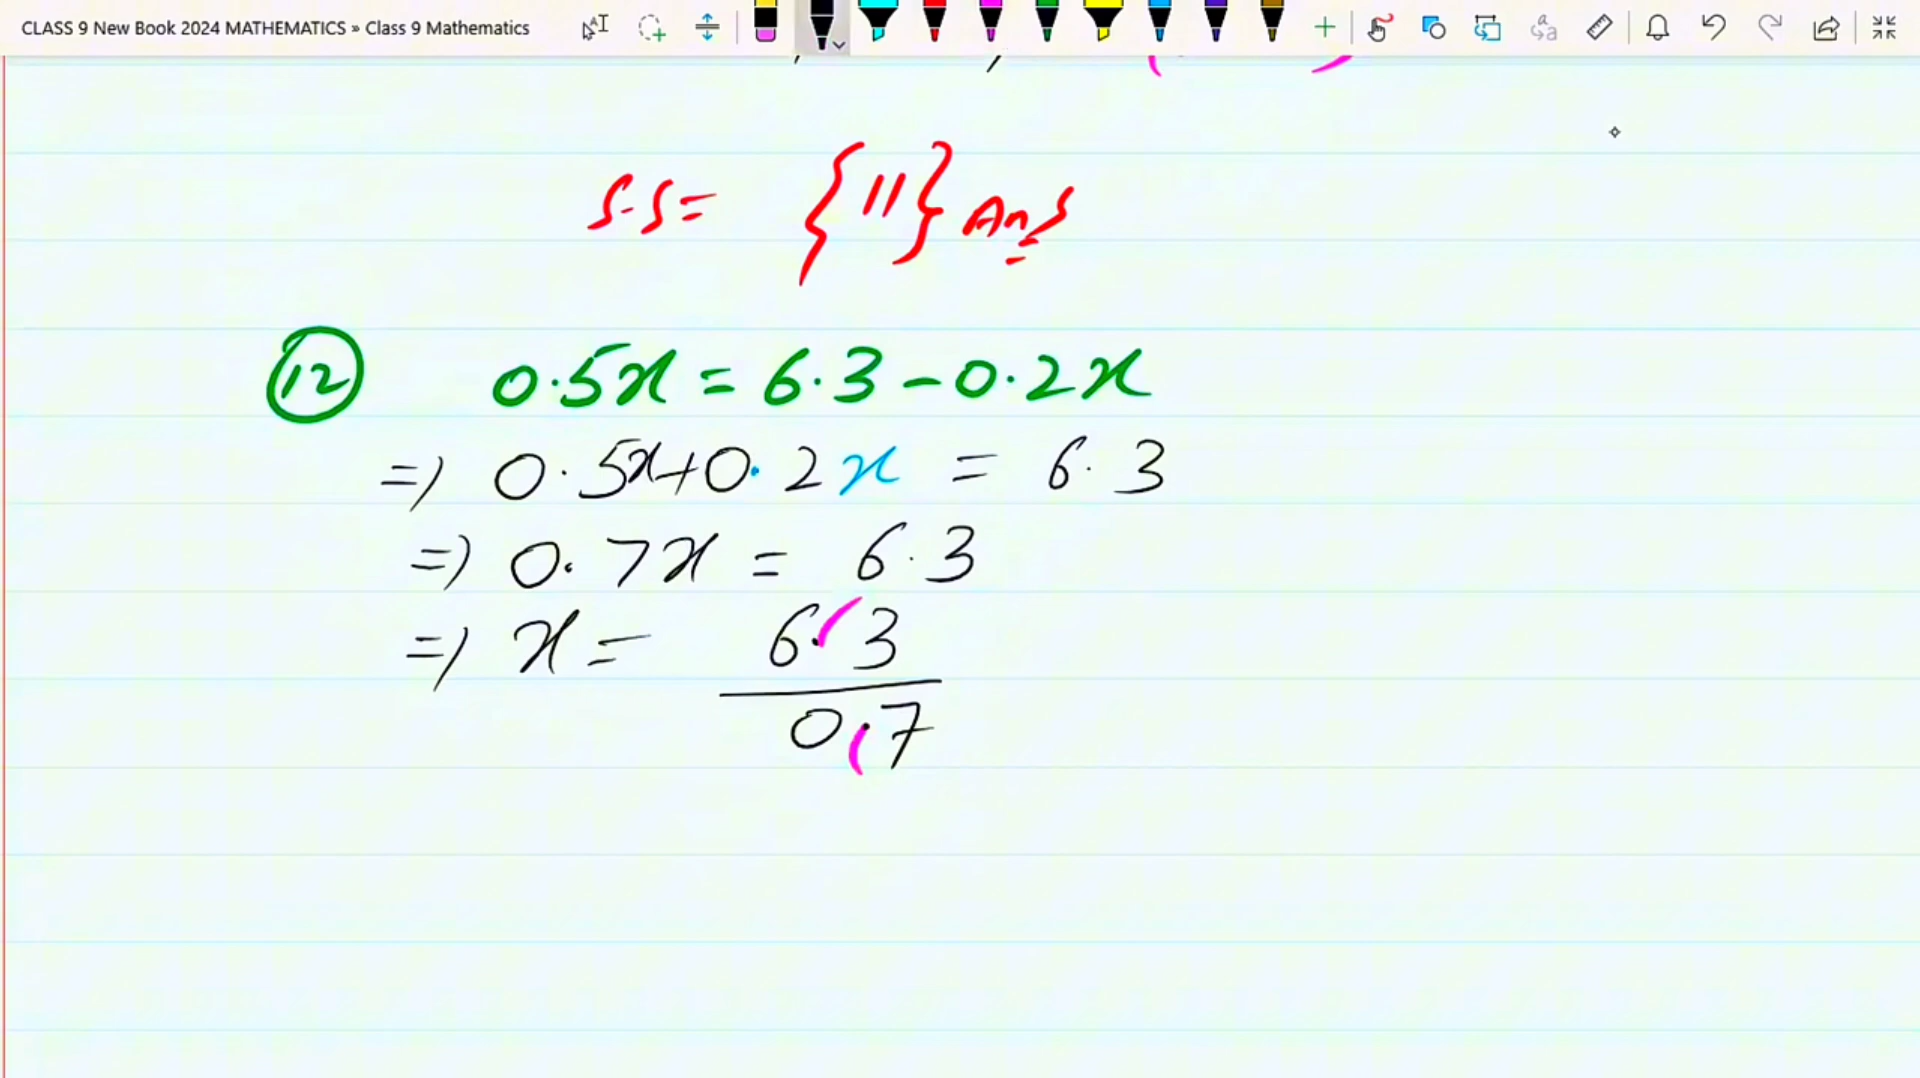 CLASS 9 New Book 2024 MATHEMATICS » Class 9 Mathematics
S.S = {11} Ans
12 0.5x = 6.3 - 0.2x
=) 0.5x+0.2x = 6.3
=) 0.7x = 6.3
=) x = 6.3
0.7